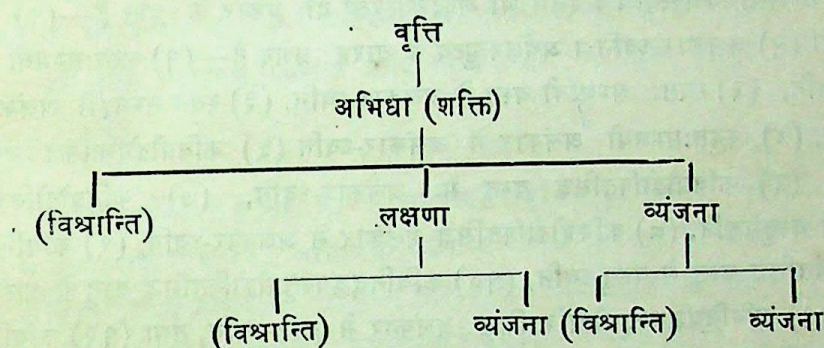 वृत्ति
अभिधा (शक्ति)
(विश्रान्ति) लक्षणा व्यंजना
(विश्रान्ति) व्यंजना (विश्रान्ति) व्यंजना